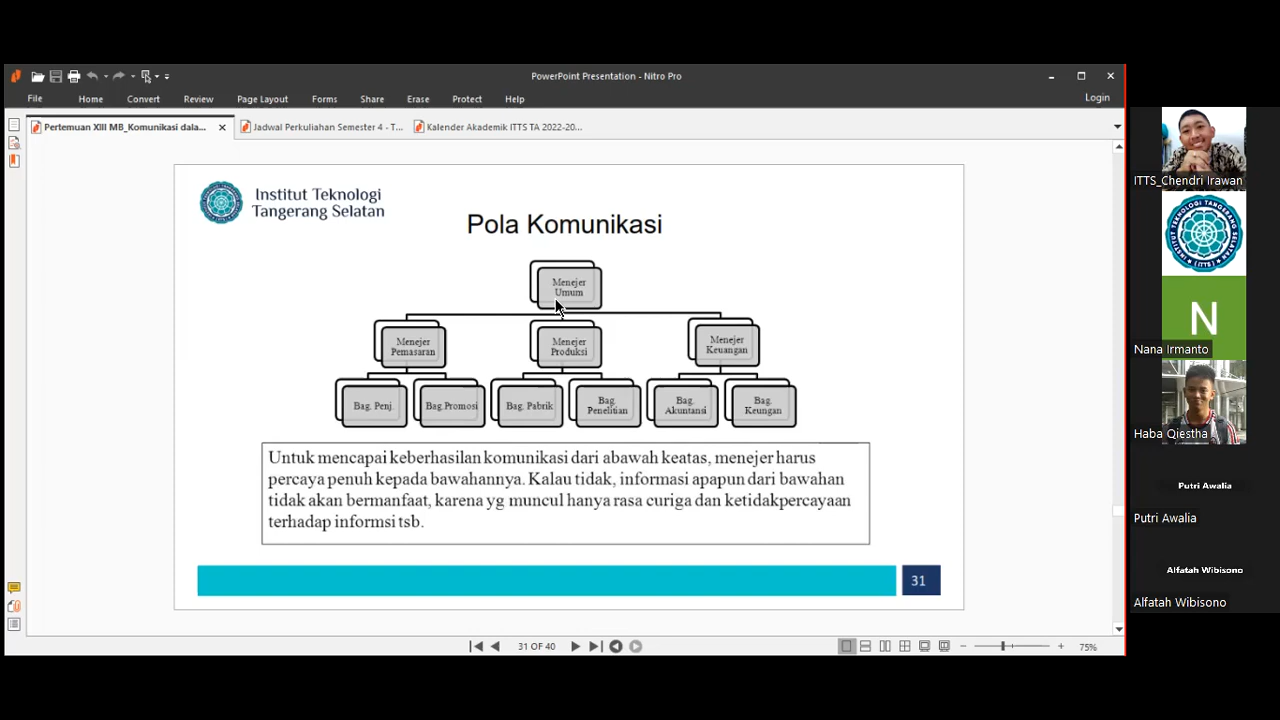 PowerPoint Presentation - Nitro Pro
File Home Convert Review Page Layout Forms Share Erase Protect Help
Login
Pertemuan XIII MB_Komunikasi dala...
Jadwal Perkuliahan Semester 4 - T...
Kalender Akademik ITTS TA 2022-20...
Institut Teknologi
Tangerang Selatan
Pola Komunikasi
Menejer
Umum
Menejer
Pemasaran
Menejer
Produksi
Menejer
Keuangan
Bag. Penj.
Bag.Promosi
Bag. Pabrik
Bag.
Penelitian
Bag.
Akuntansi
Bag.
Keungan
Untuk mencapai keberhasilan komunikasi dari abawah keatas, menejer harus
percaya penuh kepada bawahannya. Kalau tidak, informasi apapun dari bawahan
tidak akan bermanfaat, karena yg muncul hanya rasa curiga dan ketidakpercayaan
terhadap informsi tsb.
31
31 OF 40
75%
ITTS_Chendri Irawan
INSTITUT TEKNOLOGI TANGERANG SELATAN
(ITTS)
N
Nana Irmanto
Haba Qiestha
Putri Awalia
Putri Awalia
Alfatah Wibisono
Alfatah Wibisono